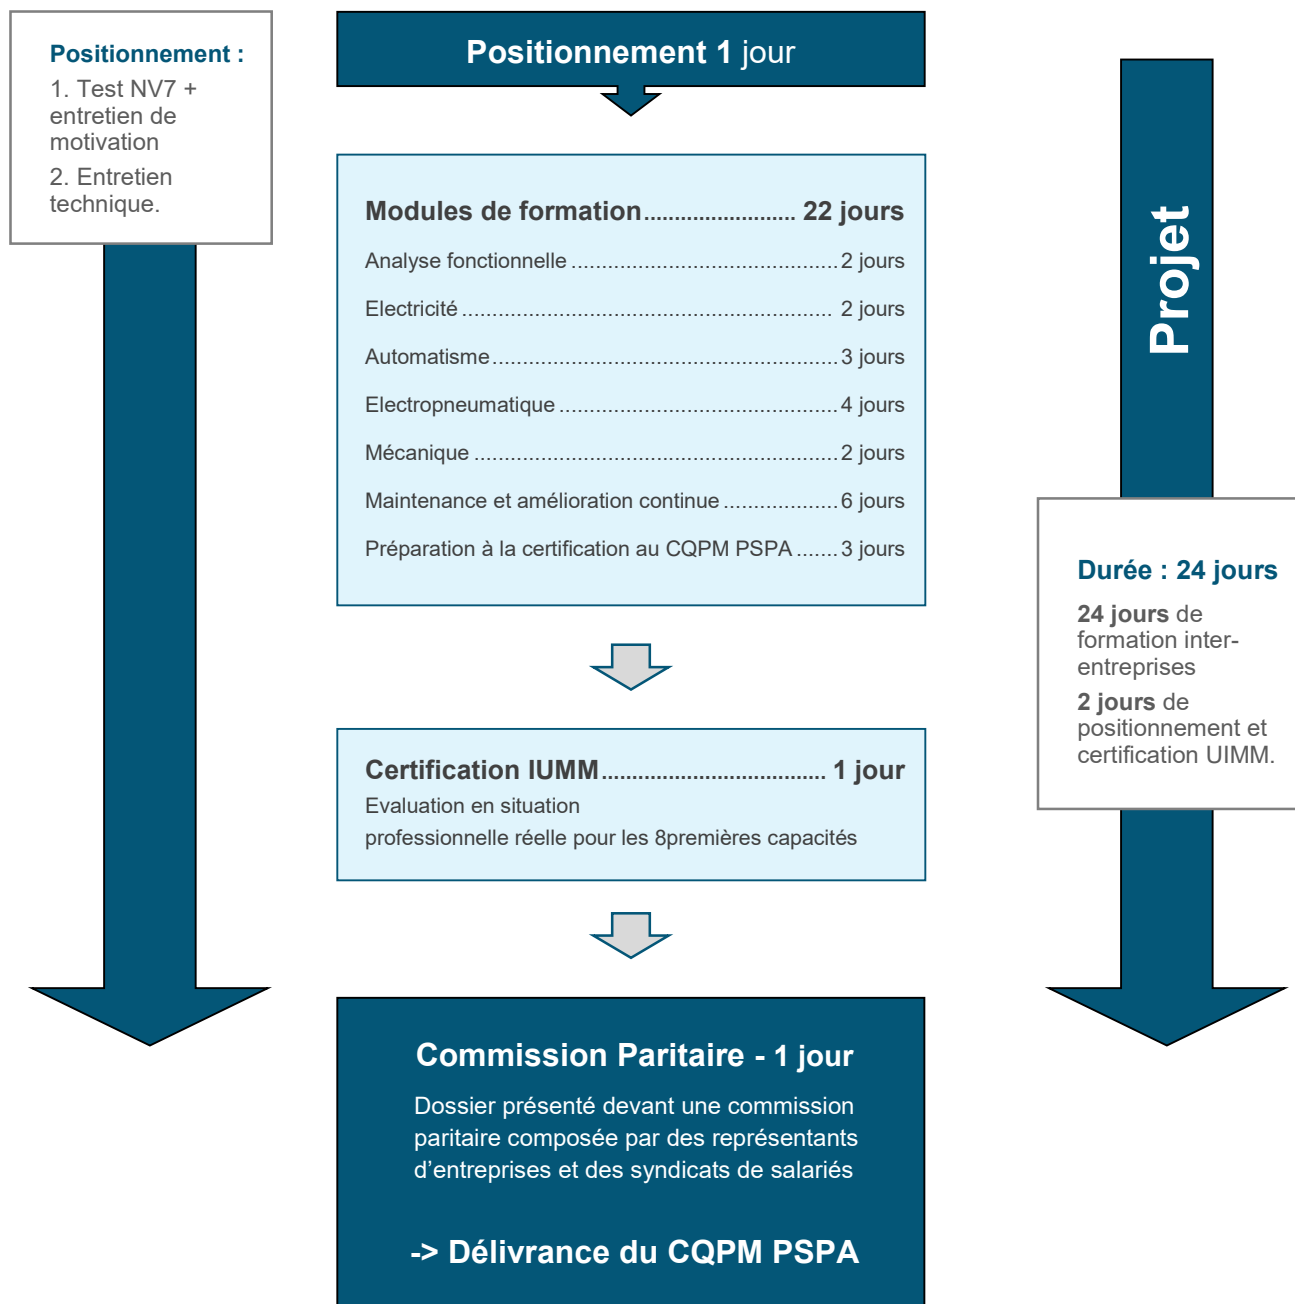 Positionnement :
1. Test NV7 +
entretien de
motivation
2. Entretien
technique.
Positionnement 1 jour
Modules de formation......................... 22 jours
Analyse fonctionnelle .............................................2 jours
Electricité .............................................................. 2 jours
Automatisme..........................................................3 jours
Electropneumatique ...............................................4 jours
Mécanique .............................................................2 jours
Maintenance et amélioration continue ...................6 jours
Préparation à la certification au CQPM PSPA .......3 jours
Certification IUMM..................................... 1 jour
Evaluation en situation
professionnelle réelle pour les 8premières capacités
Commission Paritaire - 1 jour
Dossier présenté devant une commission
paritaire composée par des représentants
d’entreprises et des syndicats de salariés
-> Délivrance du CQPM PSPA
Projet
Durée : 24 jours
24 jours de
formation inter-
entreprises
2 jours de
positionnement et
certification UIMM.